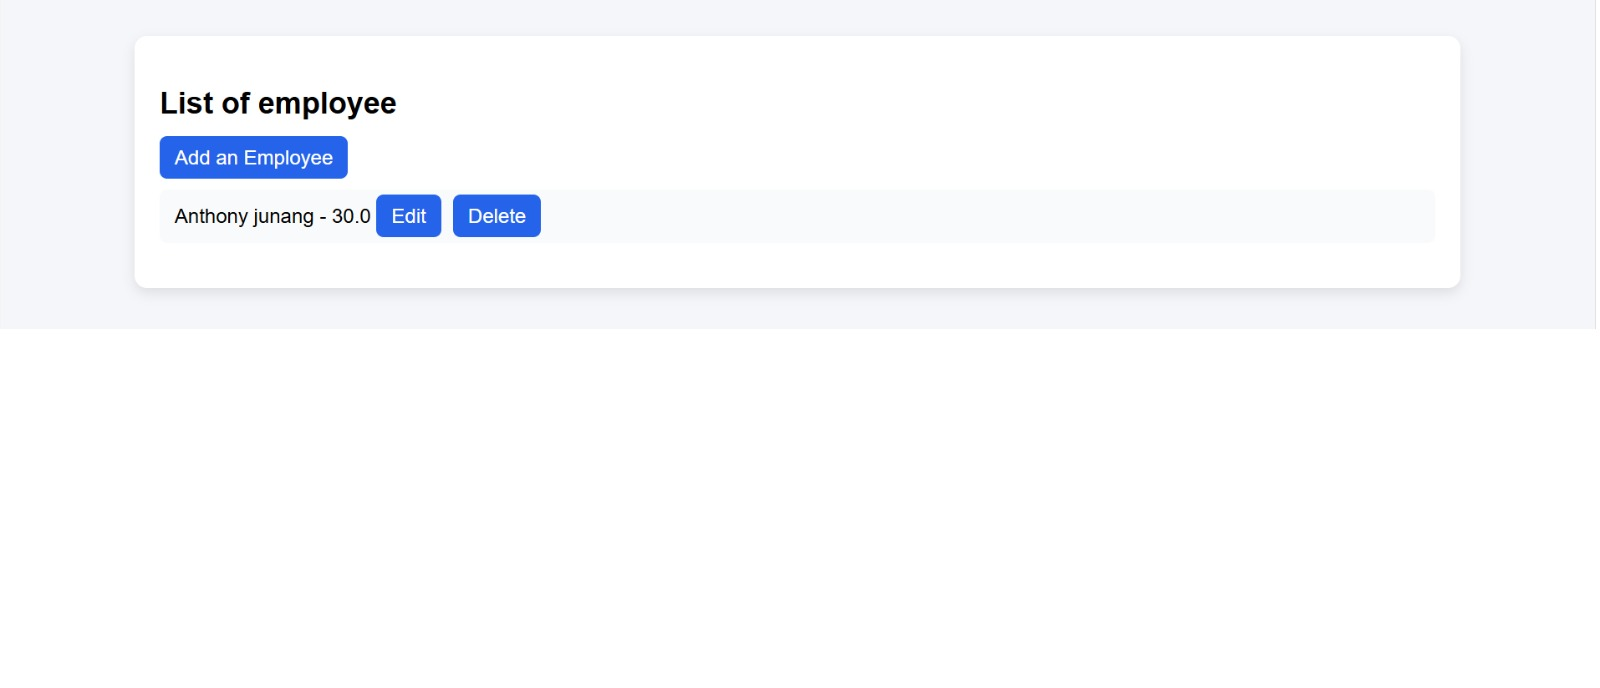 List of employee
Add an Employee
Anthony junang - 30.0 Edit Delete